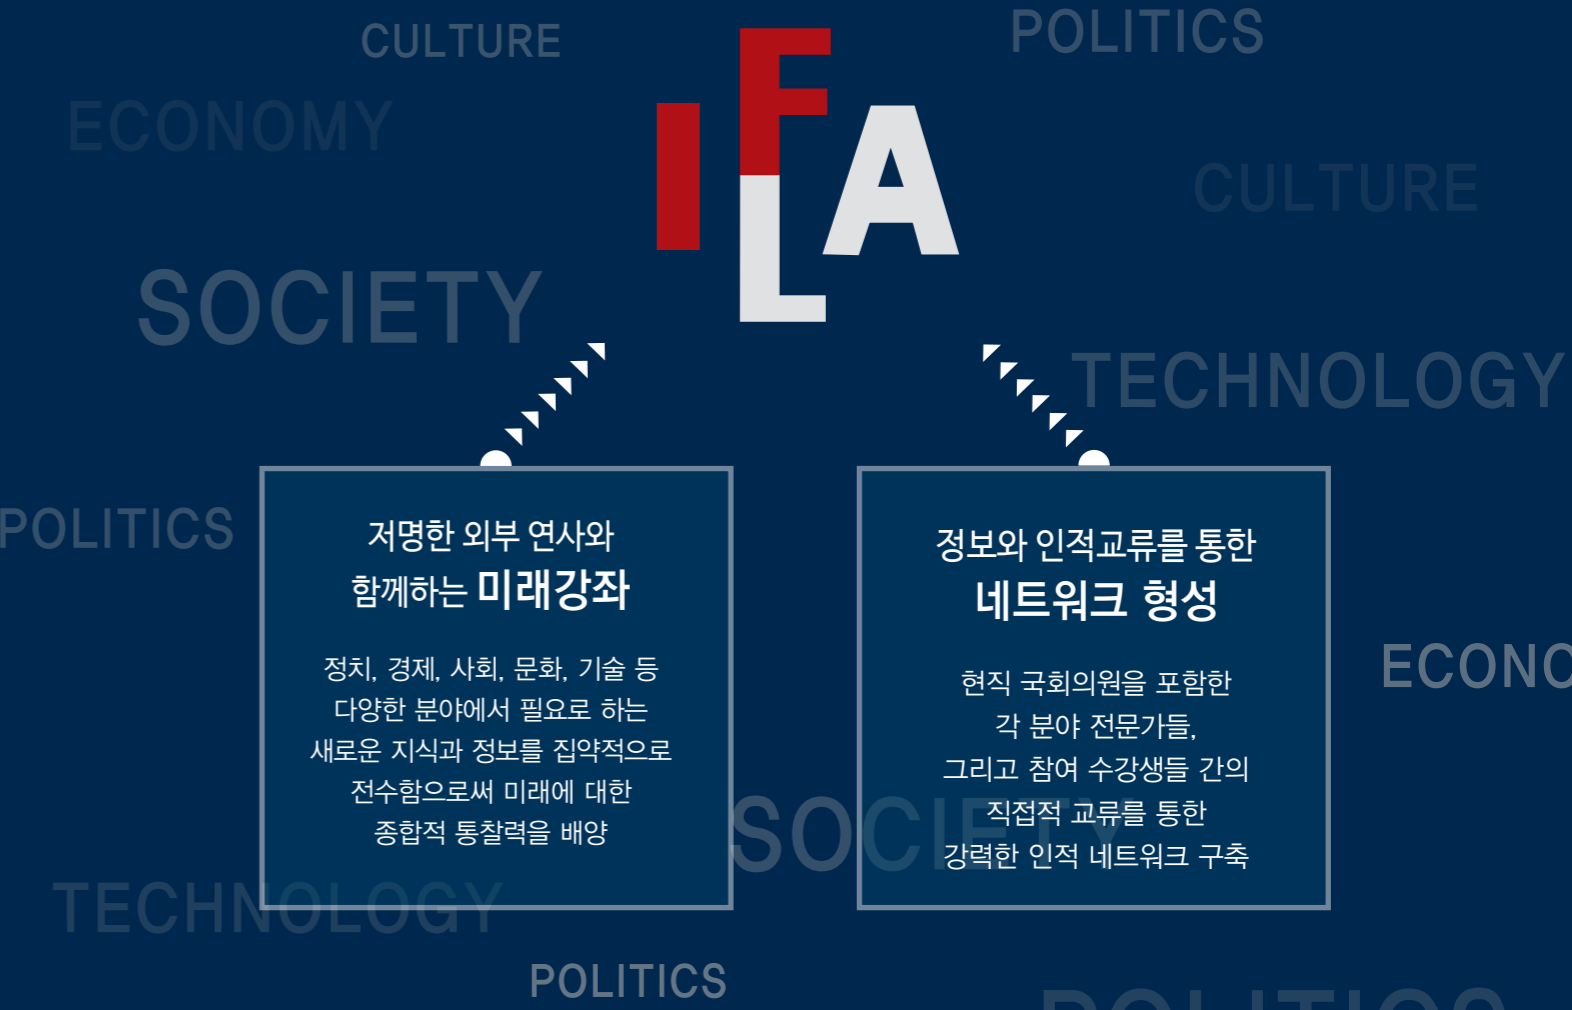 CULTURE
POLITICS
ECONOMY
CULTURE
IFLA
SOCIETY
TECHNOLOGY
POLITICS
저명한 외부 연사와
함께하는 미래강좌
정치, 경제, 사회, 문화, 기술 등
다양한 분야에서 필요로 하는
새로운 지식과 정보를 집약적으로
전수함으로써 미래에 대한
종합적 통찰력을 배양
정보와 인적교류를 통한
네트워크 형성
현직 국회의원을 포함한
각 분야 전문가들,
그리고 참여 수강생들 간의
직접적 교류를 통한
강력한 인적 네트워크 구축
ECONO
SOCIETY
TECHNOLOGY
POLITICS
POLITICS